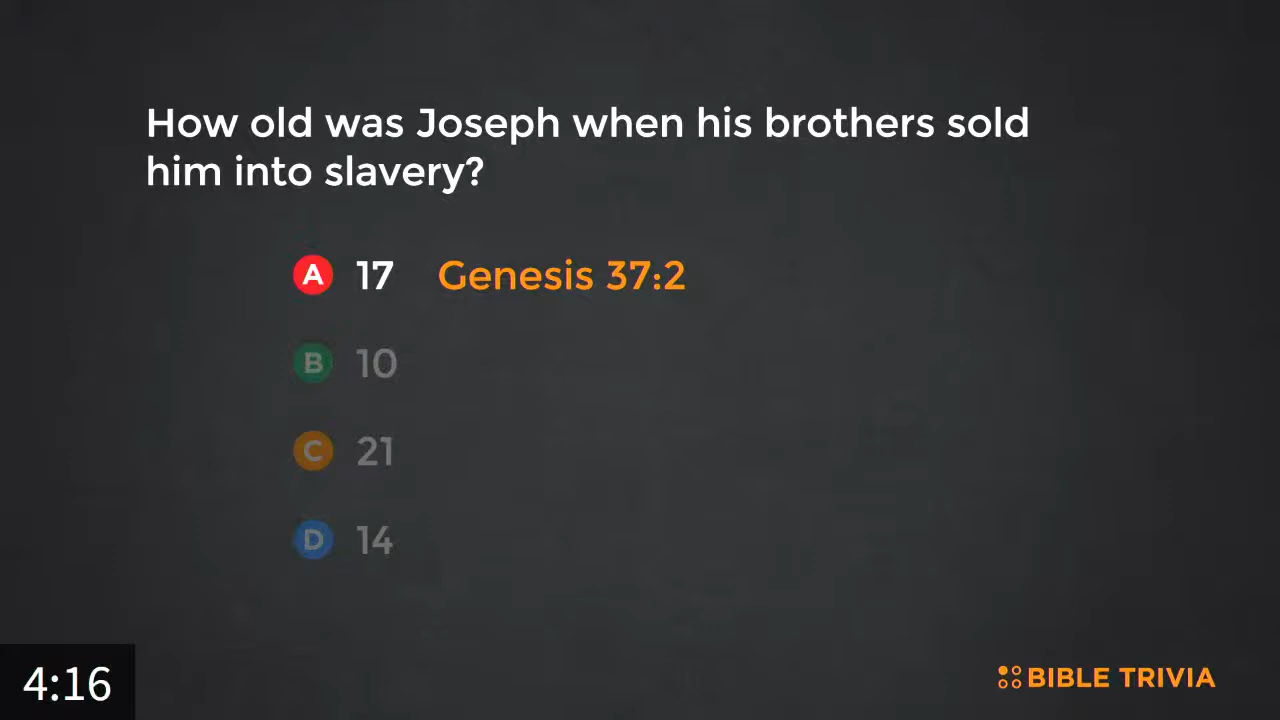 How old was Joseph when his brothers sold
him into slavery?
A 17 Genesis 37:2
B 10
C 21
D 14
4:16
BIBLE TRIVIA